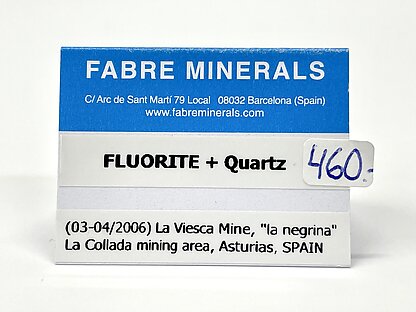 FABRE MINERALS
C/ Arc de Sant Martí 79 Local 08032 Barcelona (Spain)
www.fabreminerals.com
FLUORITE + Quartz
460.-
(03-04/2006) La Viesca Mine, "la negrina"
La Collada mining area, Asturias, SPAIN